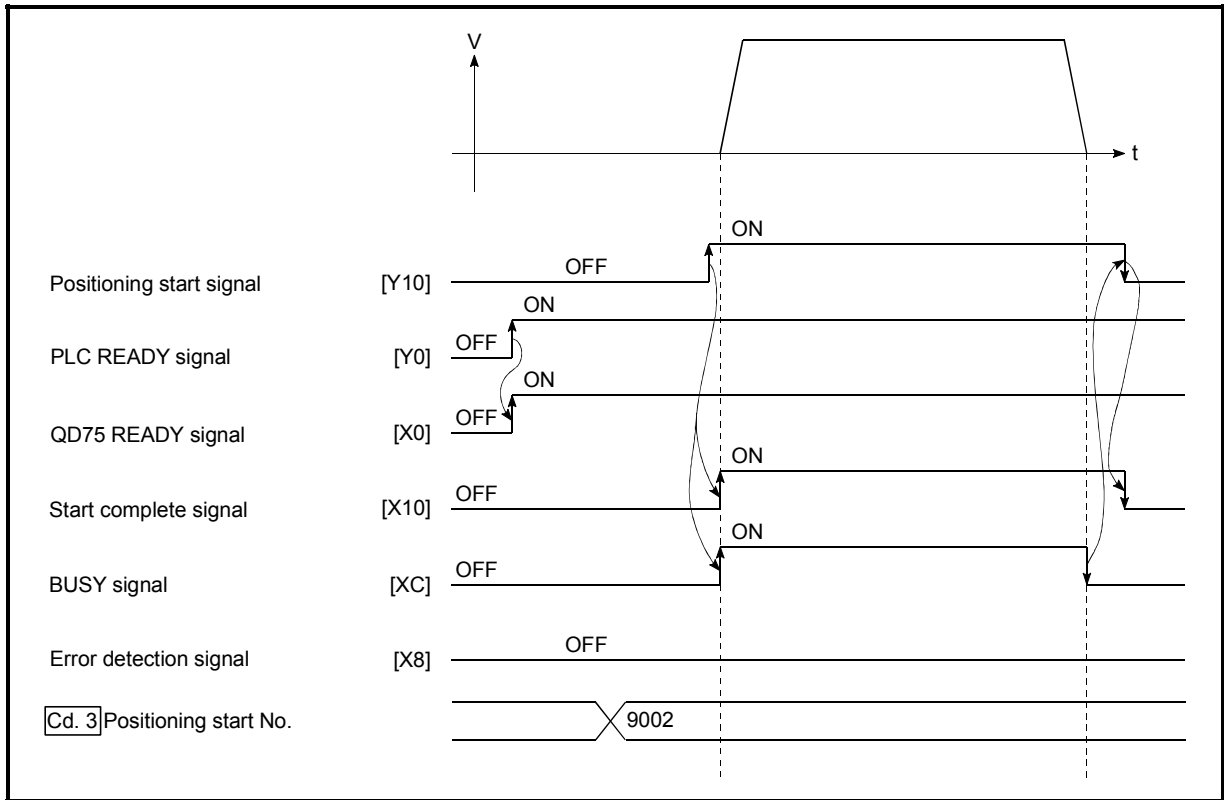 V
t
ON
Positioning start signal [Y10] OFF
ON
PLC READY signal [Y0] OFF
ON
QD75 READY signal [X0] OFF
ON
Start complete signal [X10] OFF
ON
BUSY signal [XC] OFF
Error detection signal [X8] OFF
Cd. 3 Positioning start No. 9002